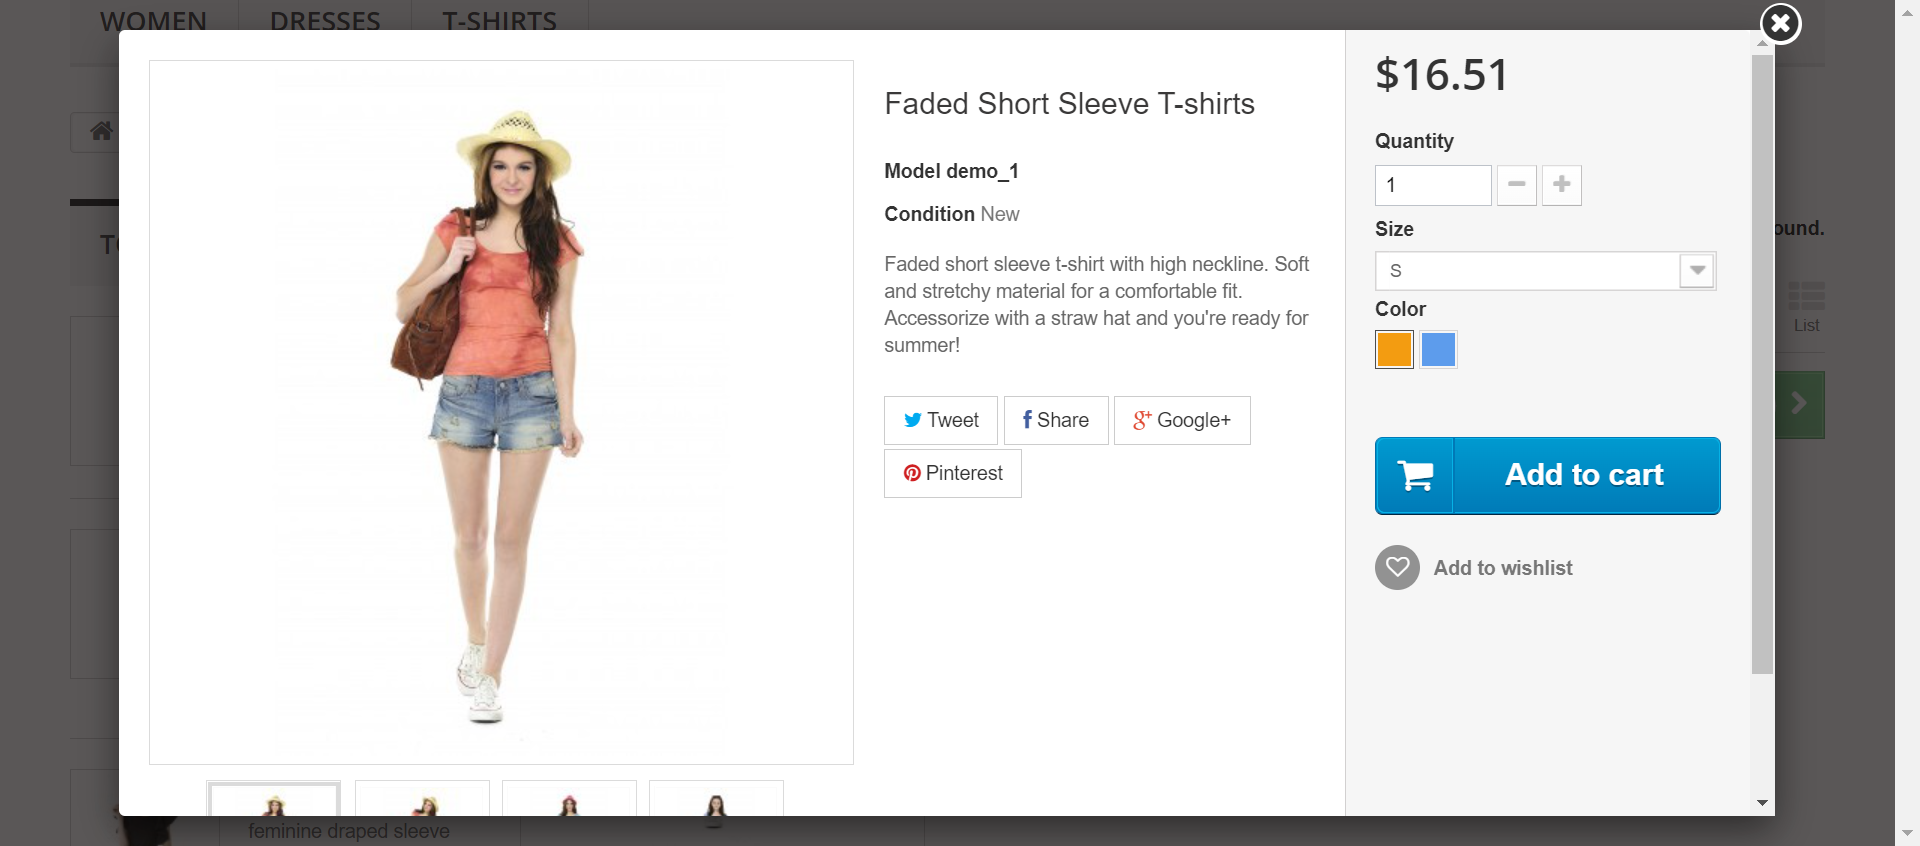 WOMEN DRESSES T-SHIRTS
$16.51
Faded Short Sleeve T-shirts
Quantity
Model demo_1
1
Condition New
Size
Faded short sleeve t-shirt with high neckline. Soft
and stretchy material for a comfortable fit.
Accessorize with a straw hat and you're ready for
summer!
S
Color
List
Tweet Share Google+
Pinterest
Add to cart
Add to wishlist
feminine draped sleeve